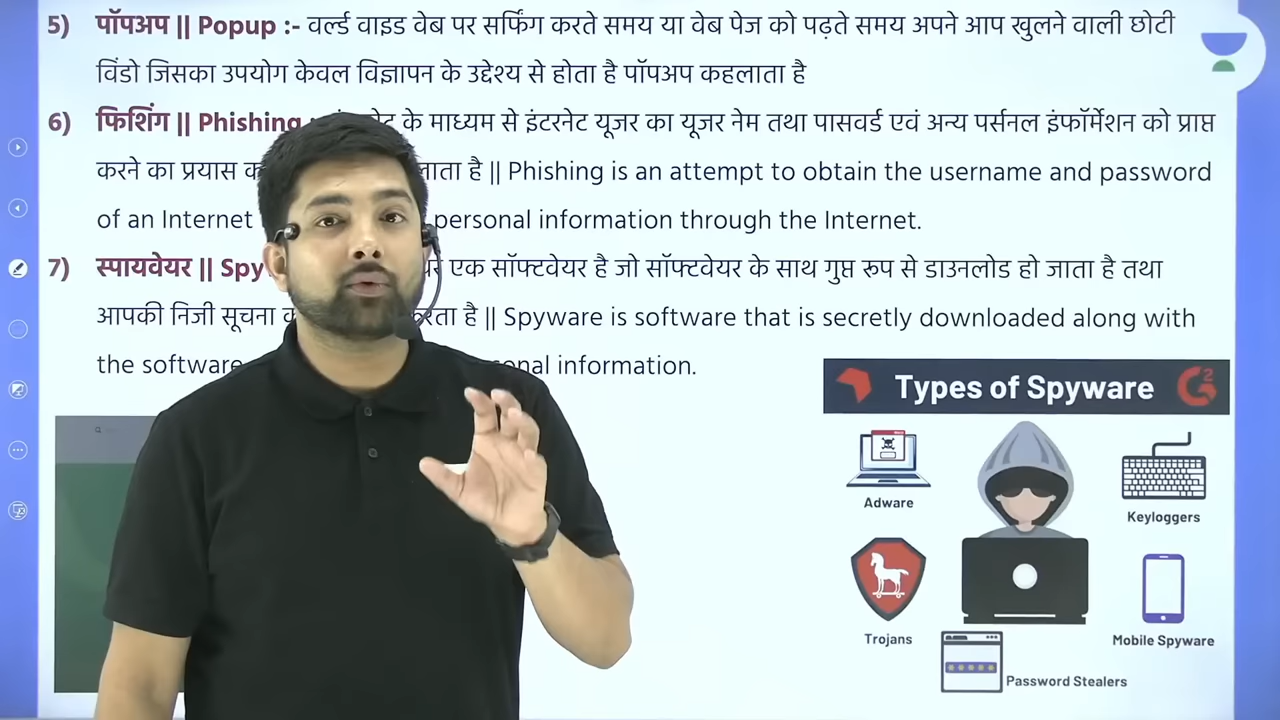 5) पॉपअप || Popup :- वर्ल्ड वाइड वेब पर सर्फिंग करते समय या वेब पेज को पढ़ते समय अपने आप खुलने वाली छोटी
विंडो जिसका उपयोग केवल विज्ञापन के उद्देश्य से होता है पॉपअप कहलाता है
6) फिशिंग || Phishing के माध्यम से इंटरनेट यूजर का यूजर नेम तथा पासवर्ड एवं अन्य पर्सनल इंफॉर्मेशन को प्राप्त
करने का प्रयास है || Phishing is an attempt to obtain the username and password
of an Internet personal information through the Internet.
7) स्पायवेयर || एक सॉफ्टवेयर है जो सॉफ्टवेयर के साथ गुप्त रूप से डाउनलोड हो जाता है तथा
आपकी निजी सूचना है || Spyware is software that is secretly downloaded along with
the software information.
Types of Spyware
Adware
Keyloggers
Trojans
Mobile Spyware
Password Stealers